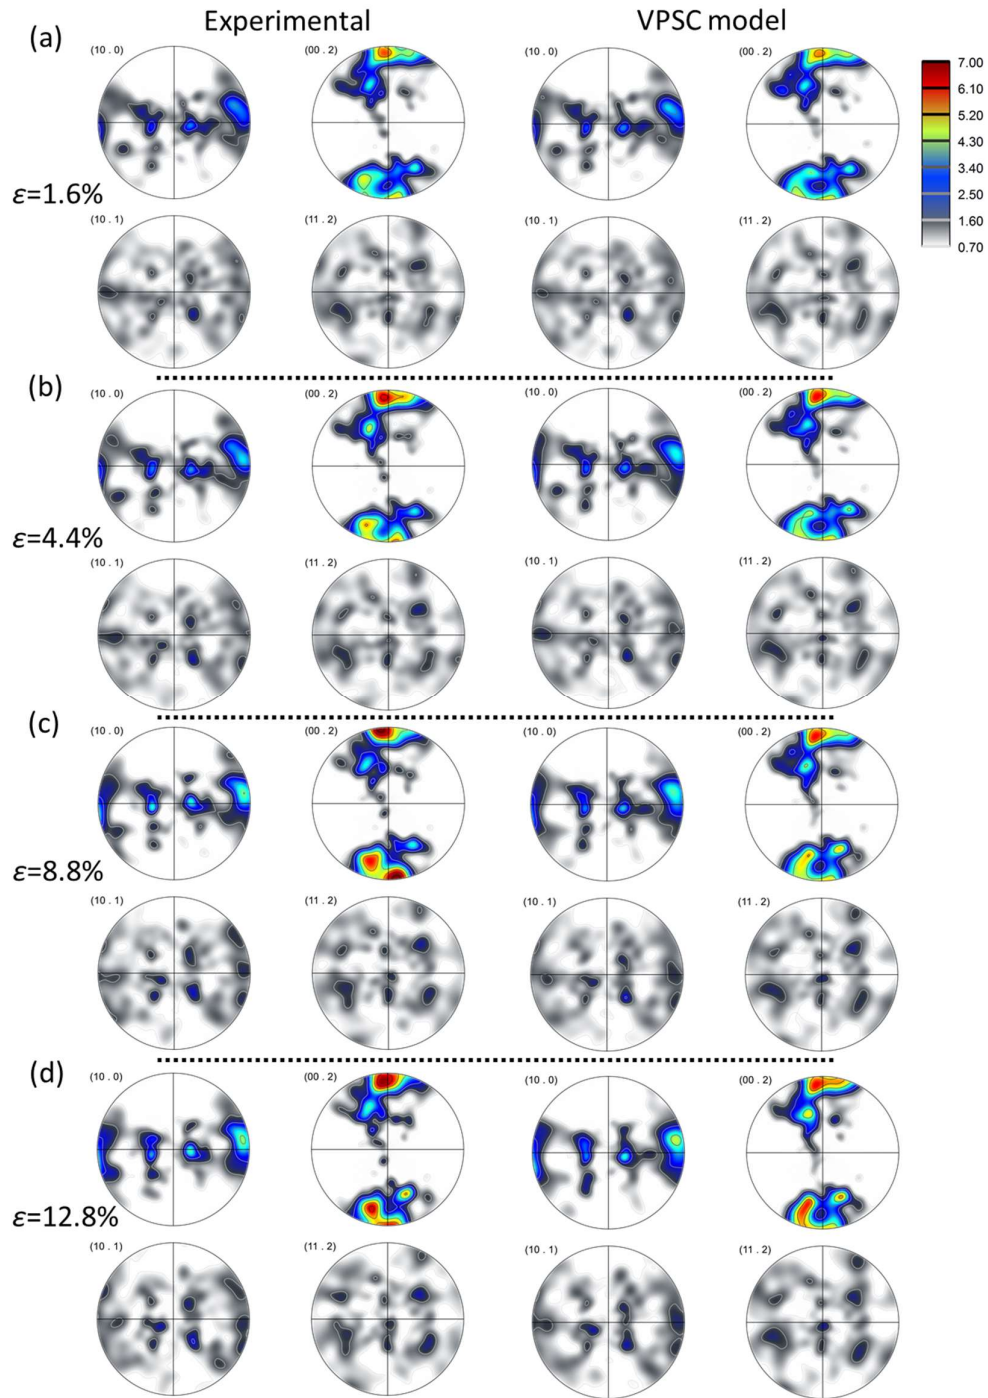 Experimental VPSC model
(a)
(10 . 0) (00 . 2) (10 . 0) (00 . 2)
7.00
6.10
5.20
4.30
3.40
2.50
1.60
0.70
ε=1.6%
(10 . 1) (11 . 2) (10 . 1) (11 . 2)
(b)
(10 . 0) (00 . 2) (10 . 0) (00 . 2)
ε=4.4%
(10 . 1) (11 . 2) (10 . 1) (11 . 2)
(c)
(10 . 0) (00 . 2) (10 . 0) (00 . 2)
ε=8.8%
(10 . 1) (11 . 2) (10 . 1) (11 . 2)
(d)
(10 . 0) (00 . 2) (10 . 0) (00 . 2)
ε=12.8%
(10 . 1) (11 . 2) (10 . 1) (11 . 2)